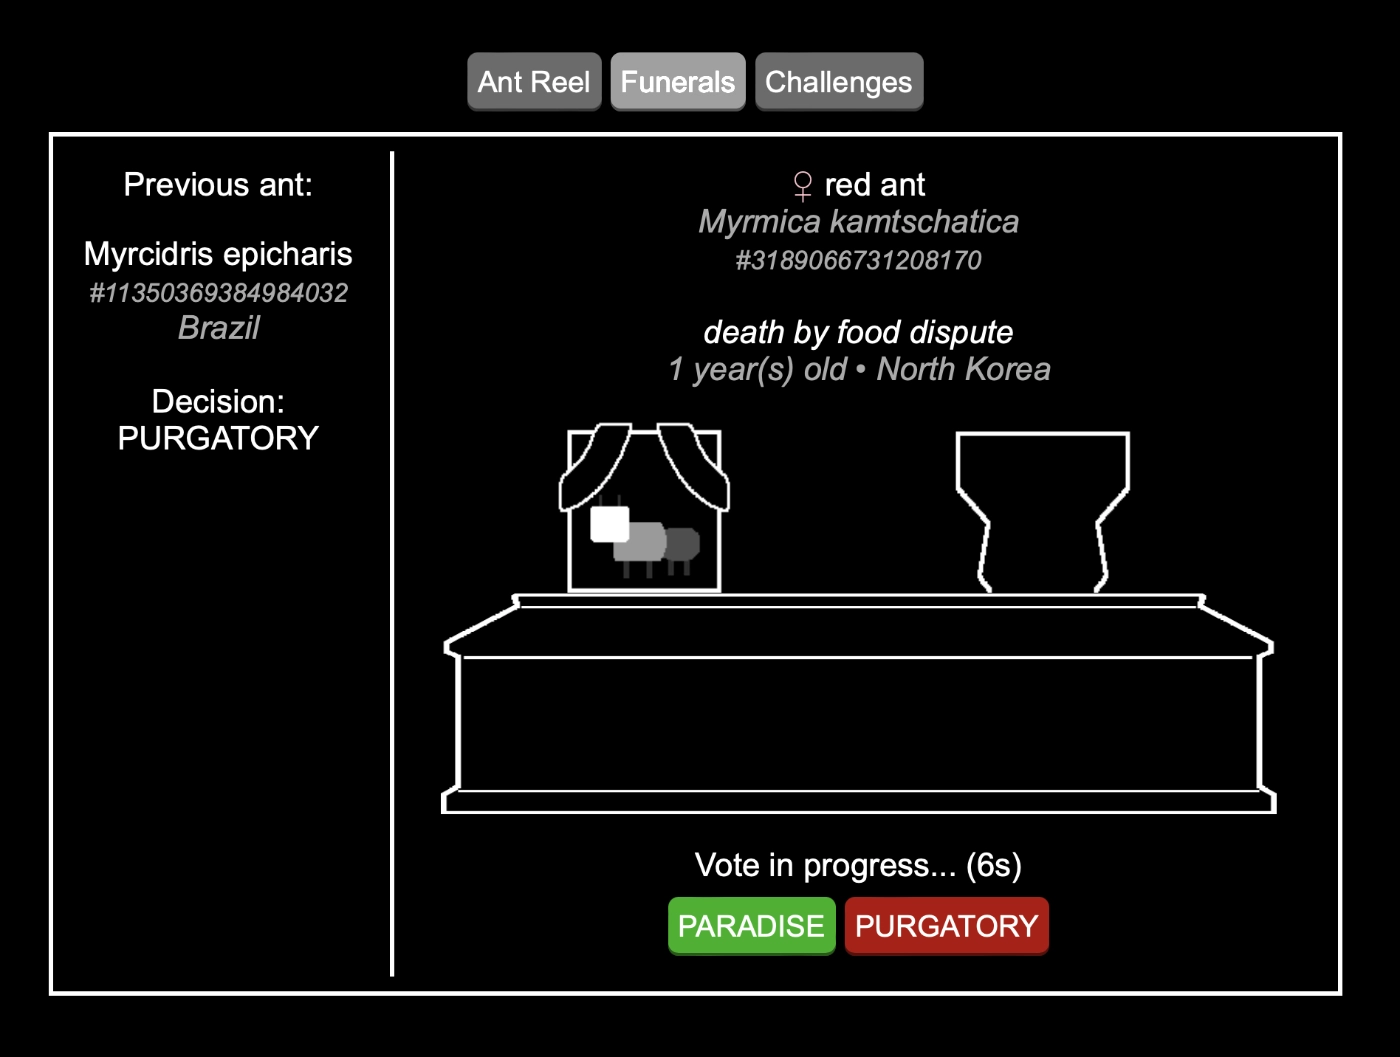 Ant Reel Funerals Challenges
Previous ant:
Myrcidris epicharis
#11350369384984032
Brazil
Decision:
PURGATORY
♀ red ant
Myrmica kamtschatica
#3189066731208170
death by food dispute
1 year(s) old • North Korea
Vote in progress... (6s)
PARADISE PURGATORY